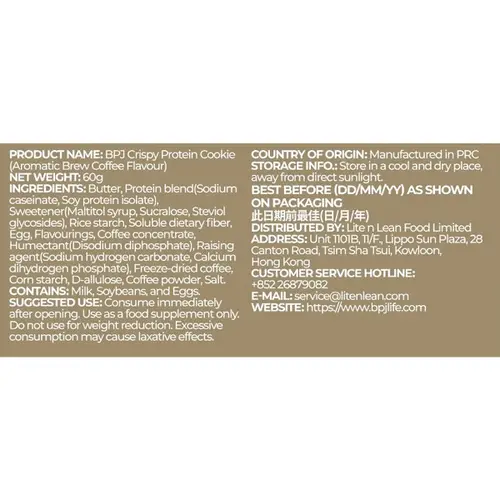 PRODUCT NAME: BPJ Crispy Protein Cookie
(Aromatic Brew Coffee Flavour)
NET WEIGHT: 60g
INGREDIENTS: Butter, Protein blend(Sodium
caseinate, Soy protein isolate),
Sweetener(Maltitol syrup, Sucralose, Steviol
glycosides), Rice starch, Soluble dietary fiber,
Egg, Flavourings, Coffee concentrate,
Humectant(Disodium diphosphate), Raising
agent(Sodium hydrogen carbonate, Calcium
dihydrogen phosphate), Freeze-dried coffee,
Corn starch, D-allulose, Coffee powder, Salt.
CONTAINS: Milk, Soybeans, and Eggs.
SUGGESTED USE: Consume immediately
after opening. Use as a food supplement only.
Do not use for weight reduction. Excessive
consumption may cause laxative effects.
COUNTRY OF ORIGIN: Manufactured in PRC
STORAGE INFO.: Store in a cool and dry place,
away from direct sunlight.
BEST BEFORE (DD/MM/YY) AS SHOWN
ON PACKAGING
此日期前最佳(日/月/年)
DISTRIBUTED BY: Lite n Lean Food Limited
ADDRESS: Unit 1101B, 11/F., Lippo Sun Plaza, 28
Canton Road, Tsim Sha Tsui, Kowloon,
Hong Kong
CUSTOMER SERVICE HOTLINE:
+852 26879082
E-MAIL: service@litenlean.com
WEBSITE: https://www.bpjlife.com